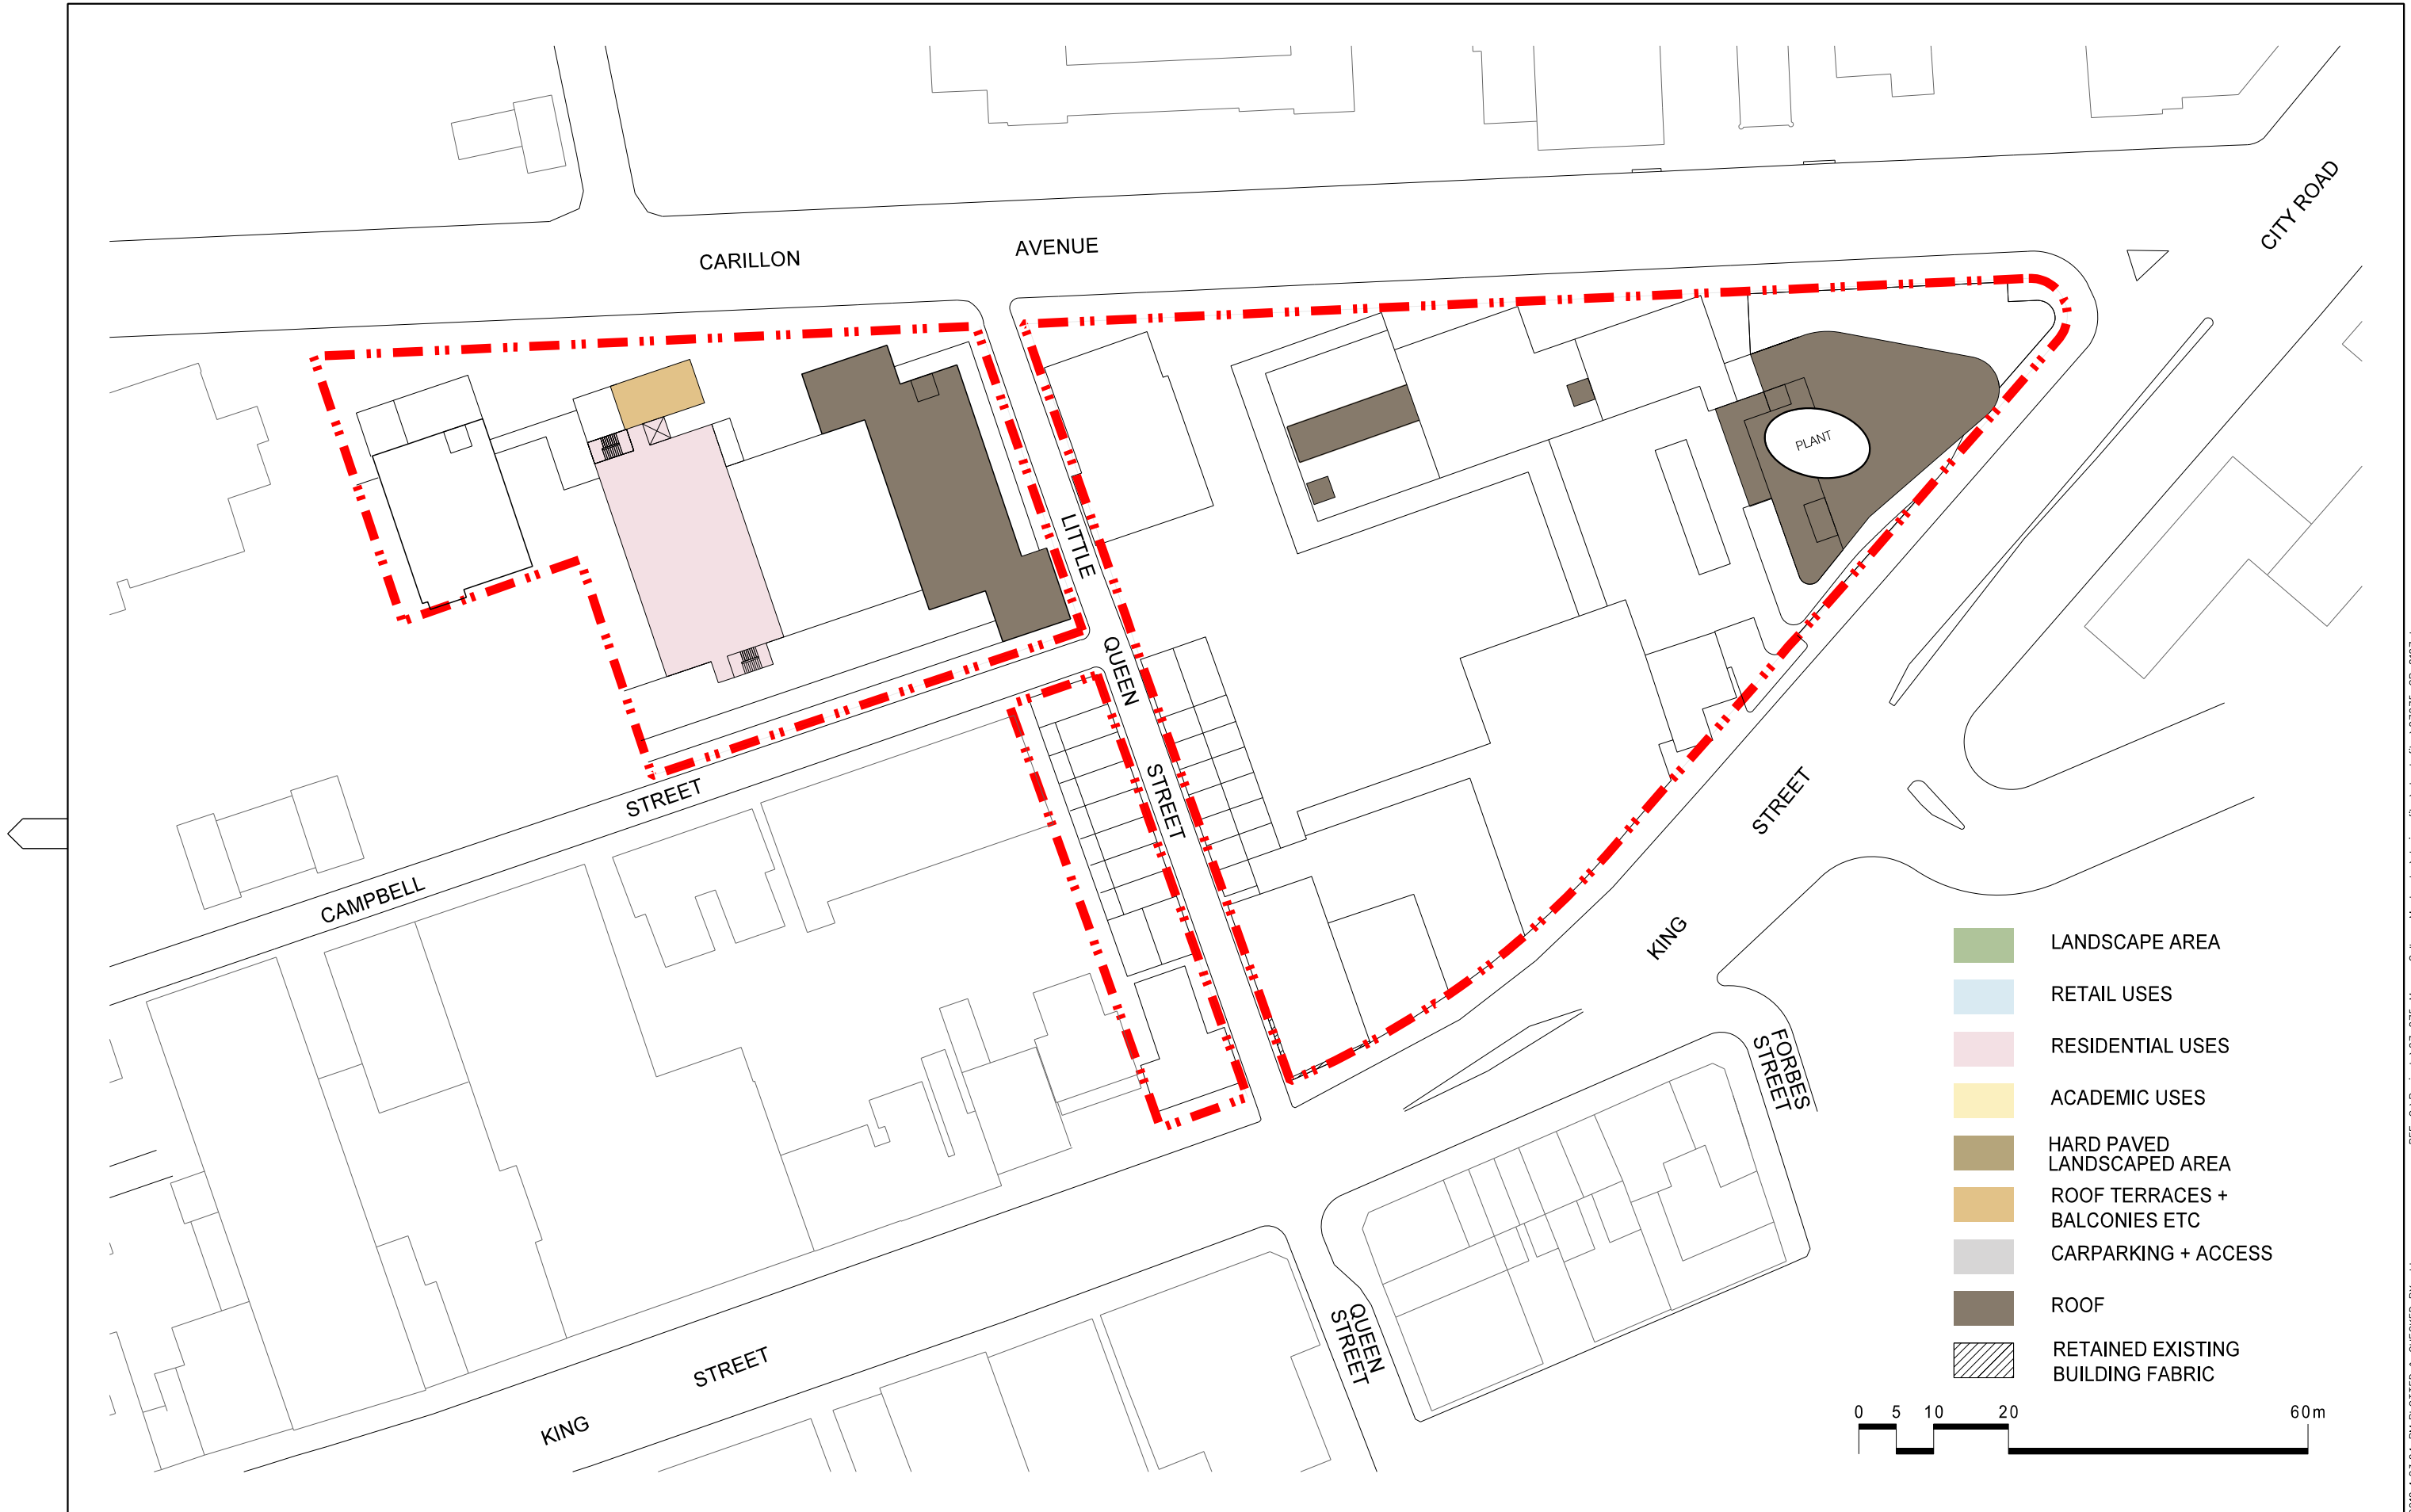 CARILLON
AVENUE
CITY ROAD
PLANT
LITTLE
QUEEN
STREET
STREET
CAMPBELL
STREET
KING
FORBES
STREET
QUEEN
STREET
STREET
KING
LANDSCAPE AREA
RETAIL USES
RESIDENTIAL USES
ACADEMIC USES
HARD PAVED
LANDSCAPED AREA
ROOF TERRACES +
BALCONIES ETC
CARPARKING + ACCESS
ROOF
RETAINED EXISTING
BUILDING FABRIC
0 5 10 20 60m